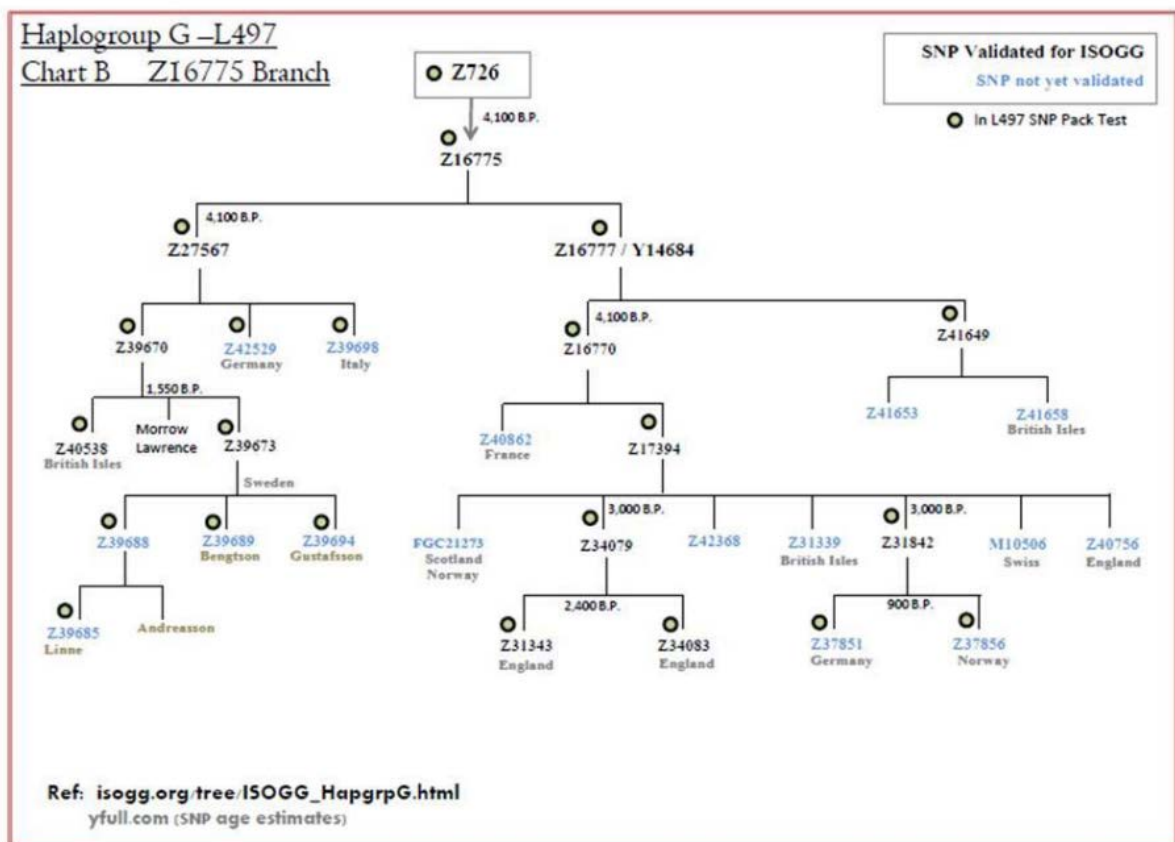 Haplogroup G –L497
Chart B Z16775 Branch
SNP Validated for ISOGG
SNP not yet validated
In L497 SNP Pack Test
Z726
4,100 B.P.
Z16775
4,100 B.P.
Z27567
Z16777 / Y14684
Z39670
Z42529
Germany
Z39698
Italy
4,100 B.P.
Z16770
Z41649
1,550 B.P.
Z40538
British Isles
Morrow
Lawrence
Z39673
Z40862
France
Z17394
Z41653
Z41658
British Isles
Sweden
Z39688
Z39689
Bengtson
Z39694
Gustafsson
FGC21273
Scotland
Norway
3,000 B.P.
Z34079
Z42368
Z31339
British Isles
3,000 B.P.
Z31842
M10506
Swiss
Z40756
England
Z39685
Linne
Andreasson
2,400 B.P.
Z31343
England
Z34083
England
900 B.P.
Z37851
Germany
Z37856
Norway
Ref: isogg.org/tree/ISOGG_HapgrpG.html
yfull.com (SNP age estimates)